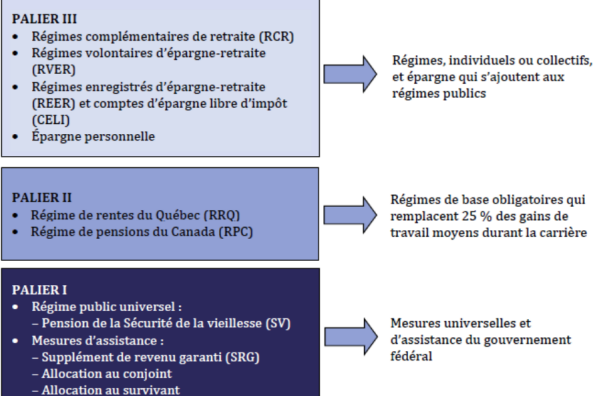 PALIER III
• Régimes complémentaires de retraite (RCR)
• Régimes volontaires d'épargne-retraite
(RVER)
• Régimes enregistrés d'épargne-retraite
(REER) et comptes d'épargne libre d'impôt
(CELI)
• Épargne personnelle
Régimes, individuels ou collectifs,
et épargne qui s'ajoutent aux
régimes publics
PALIER II
• Régime de rentes du Québec (RRQ)
• Régime de pensions du Canada (RPC)
Régimes de base obligatoires qui
remplacent 25 % des gains de
travail moyens durant la carrière
PALIER I
• Régime public universel :
– Pension de la Sécurité de la vieillesse (SV)
• Mesures d'assistance :
– Supplément de revenu garanti (SRG)
– Allocation au conjoint
– Allocation au survivant
Mesures universelles et
d'assistance du gouvernement
fédéral